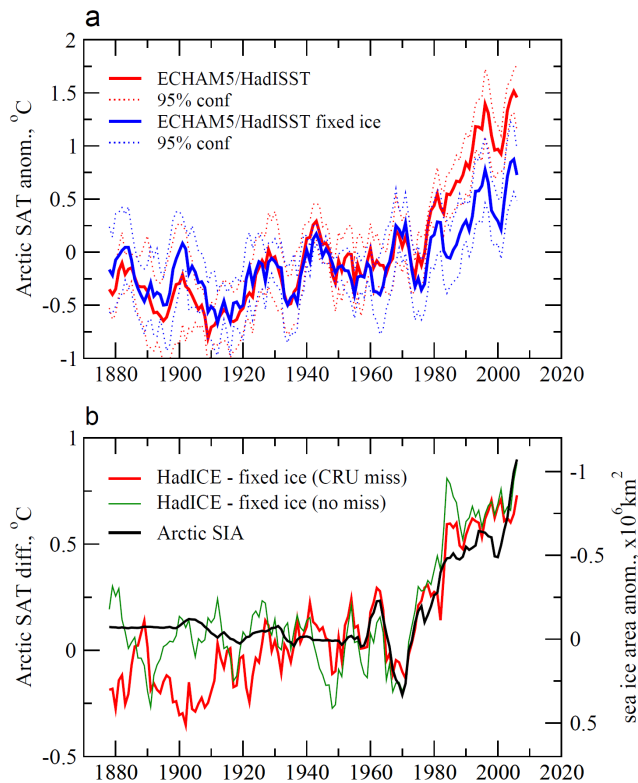 a
2
1.5
1
0.5
0
-0.5
-1
Arctic SAT anom., °C
ECHAM5/HadISST
95% conf
ECHAM5/HadISST fixed ice
95% conf
1880 1900 1920 1940 1960 1980 2000 2020
b
1
0.5
0
-0.5
Arctic SAT diff., °C
HadICE - fixed ice (CRU miss)
HadICE - fixed ice (no miss)
Arctic SIA
-1
-0.5
0
0.5
sea ice area anom., x10⁶km²
1880 1900 1920 1940 1960 1980 2000 2020